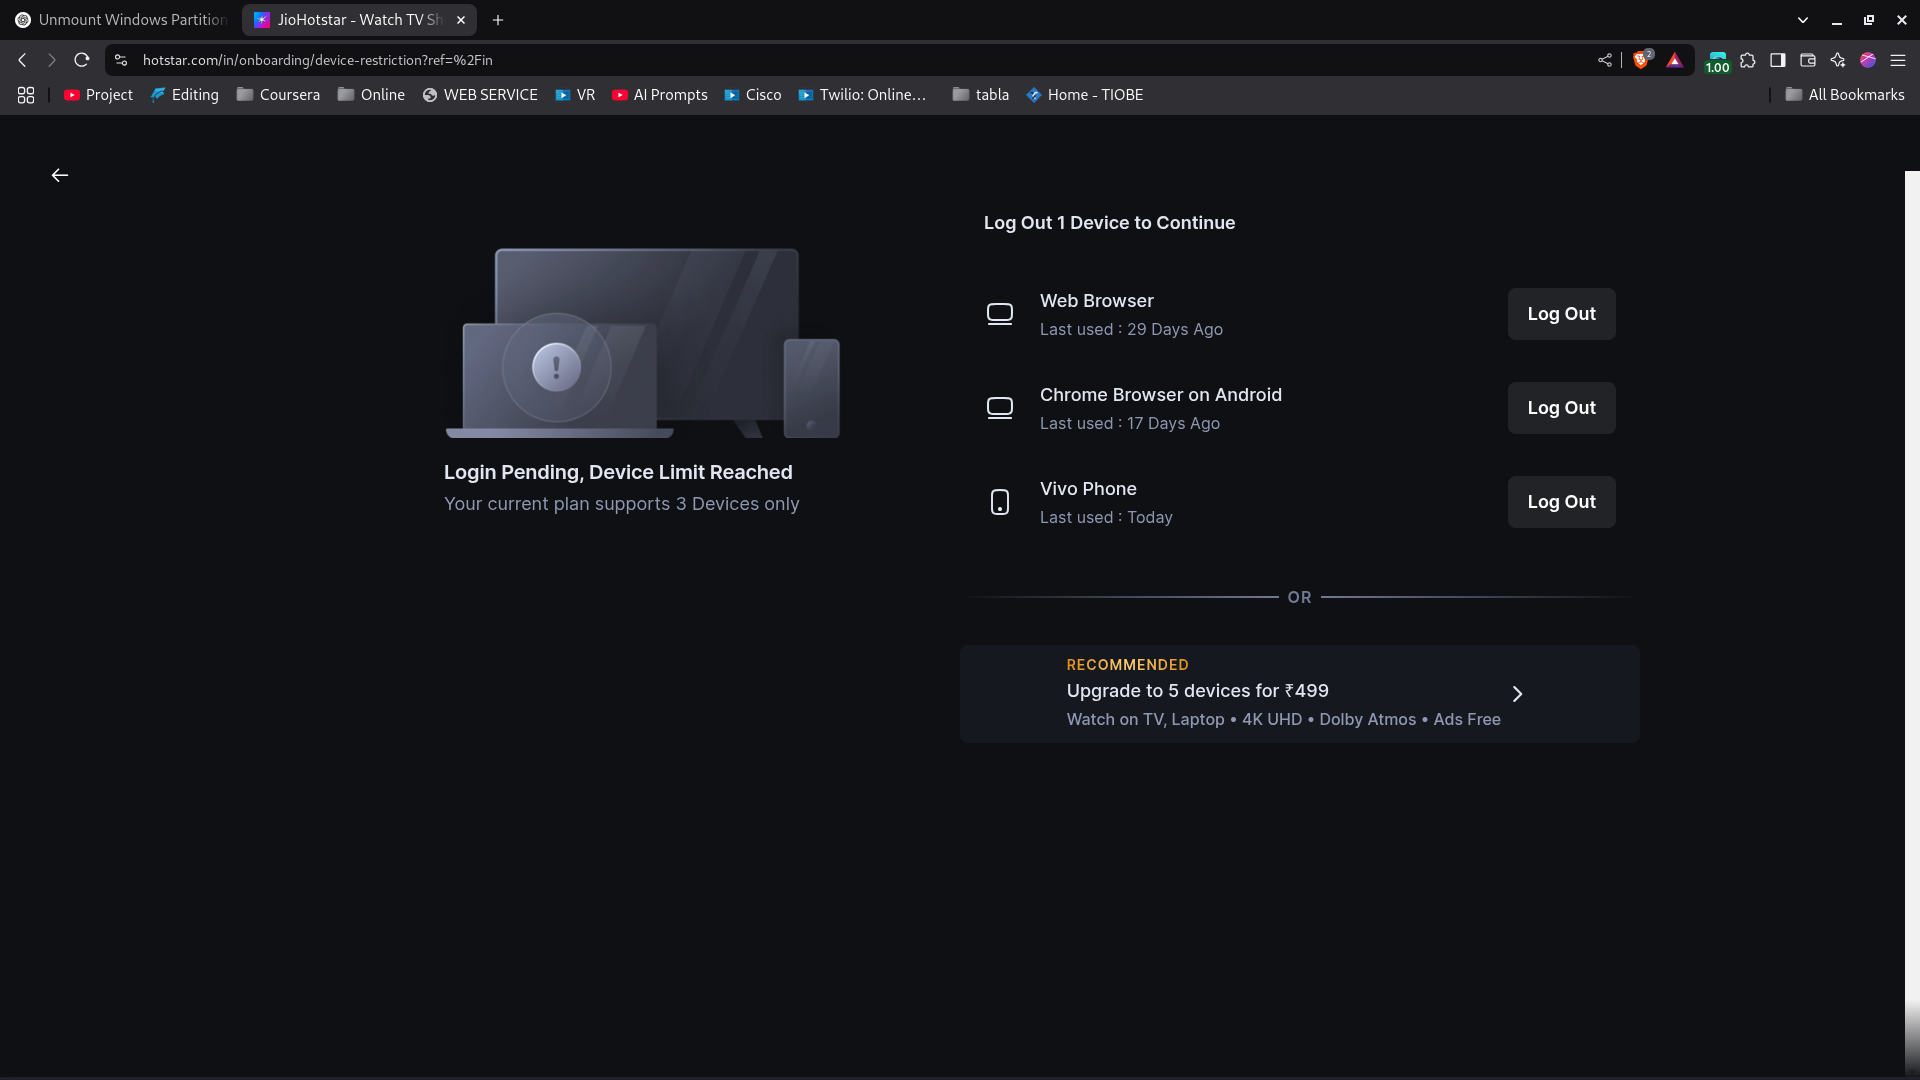 Unmount Windows Partition
JioHotstar - Watch TV Sh
hotstar.com/in/onboarding/device-restriction?ref=%2Fin
2
1.00
Project
Editing
Coursera
Online
WEB SERVICE
VR
AI Prompts
Cisco
Twilio: Online...
tabla
Home - TIOBE
All Bookmarks
Login Pending, Device Limit Reached
Your current plan supports 3 Devices only
Log Out 1 Device to Continue
Web Browser
Last used : 29 Days Ago
Log Out
Chrome Browser on Android
Last used : 17 Days Ago
Log Out
Vivo Phone
Last used : Today
Log Out
OR
RECOMMENDED
Upgrade to 5 devices for ₹499
Watch on TV, Laptop • 4K UHD • Dolby Atmos • Ads Free